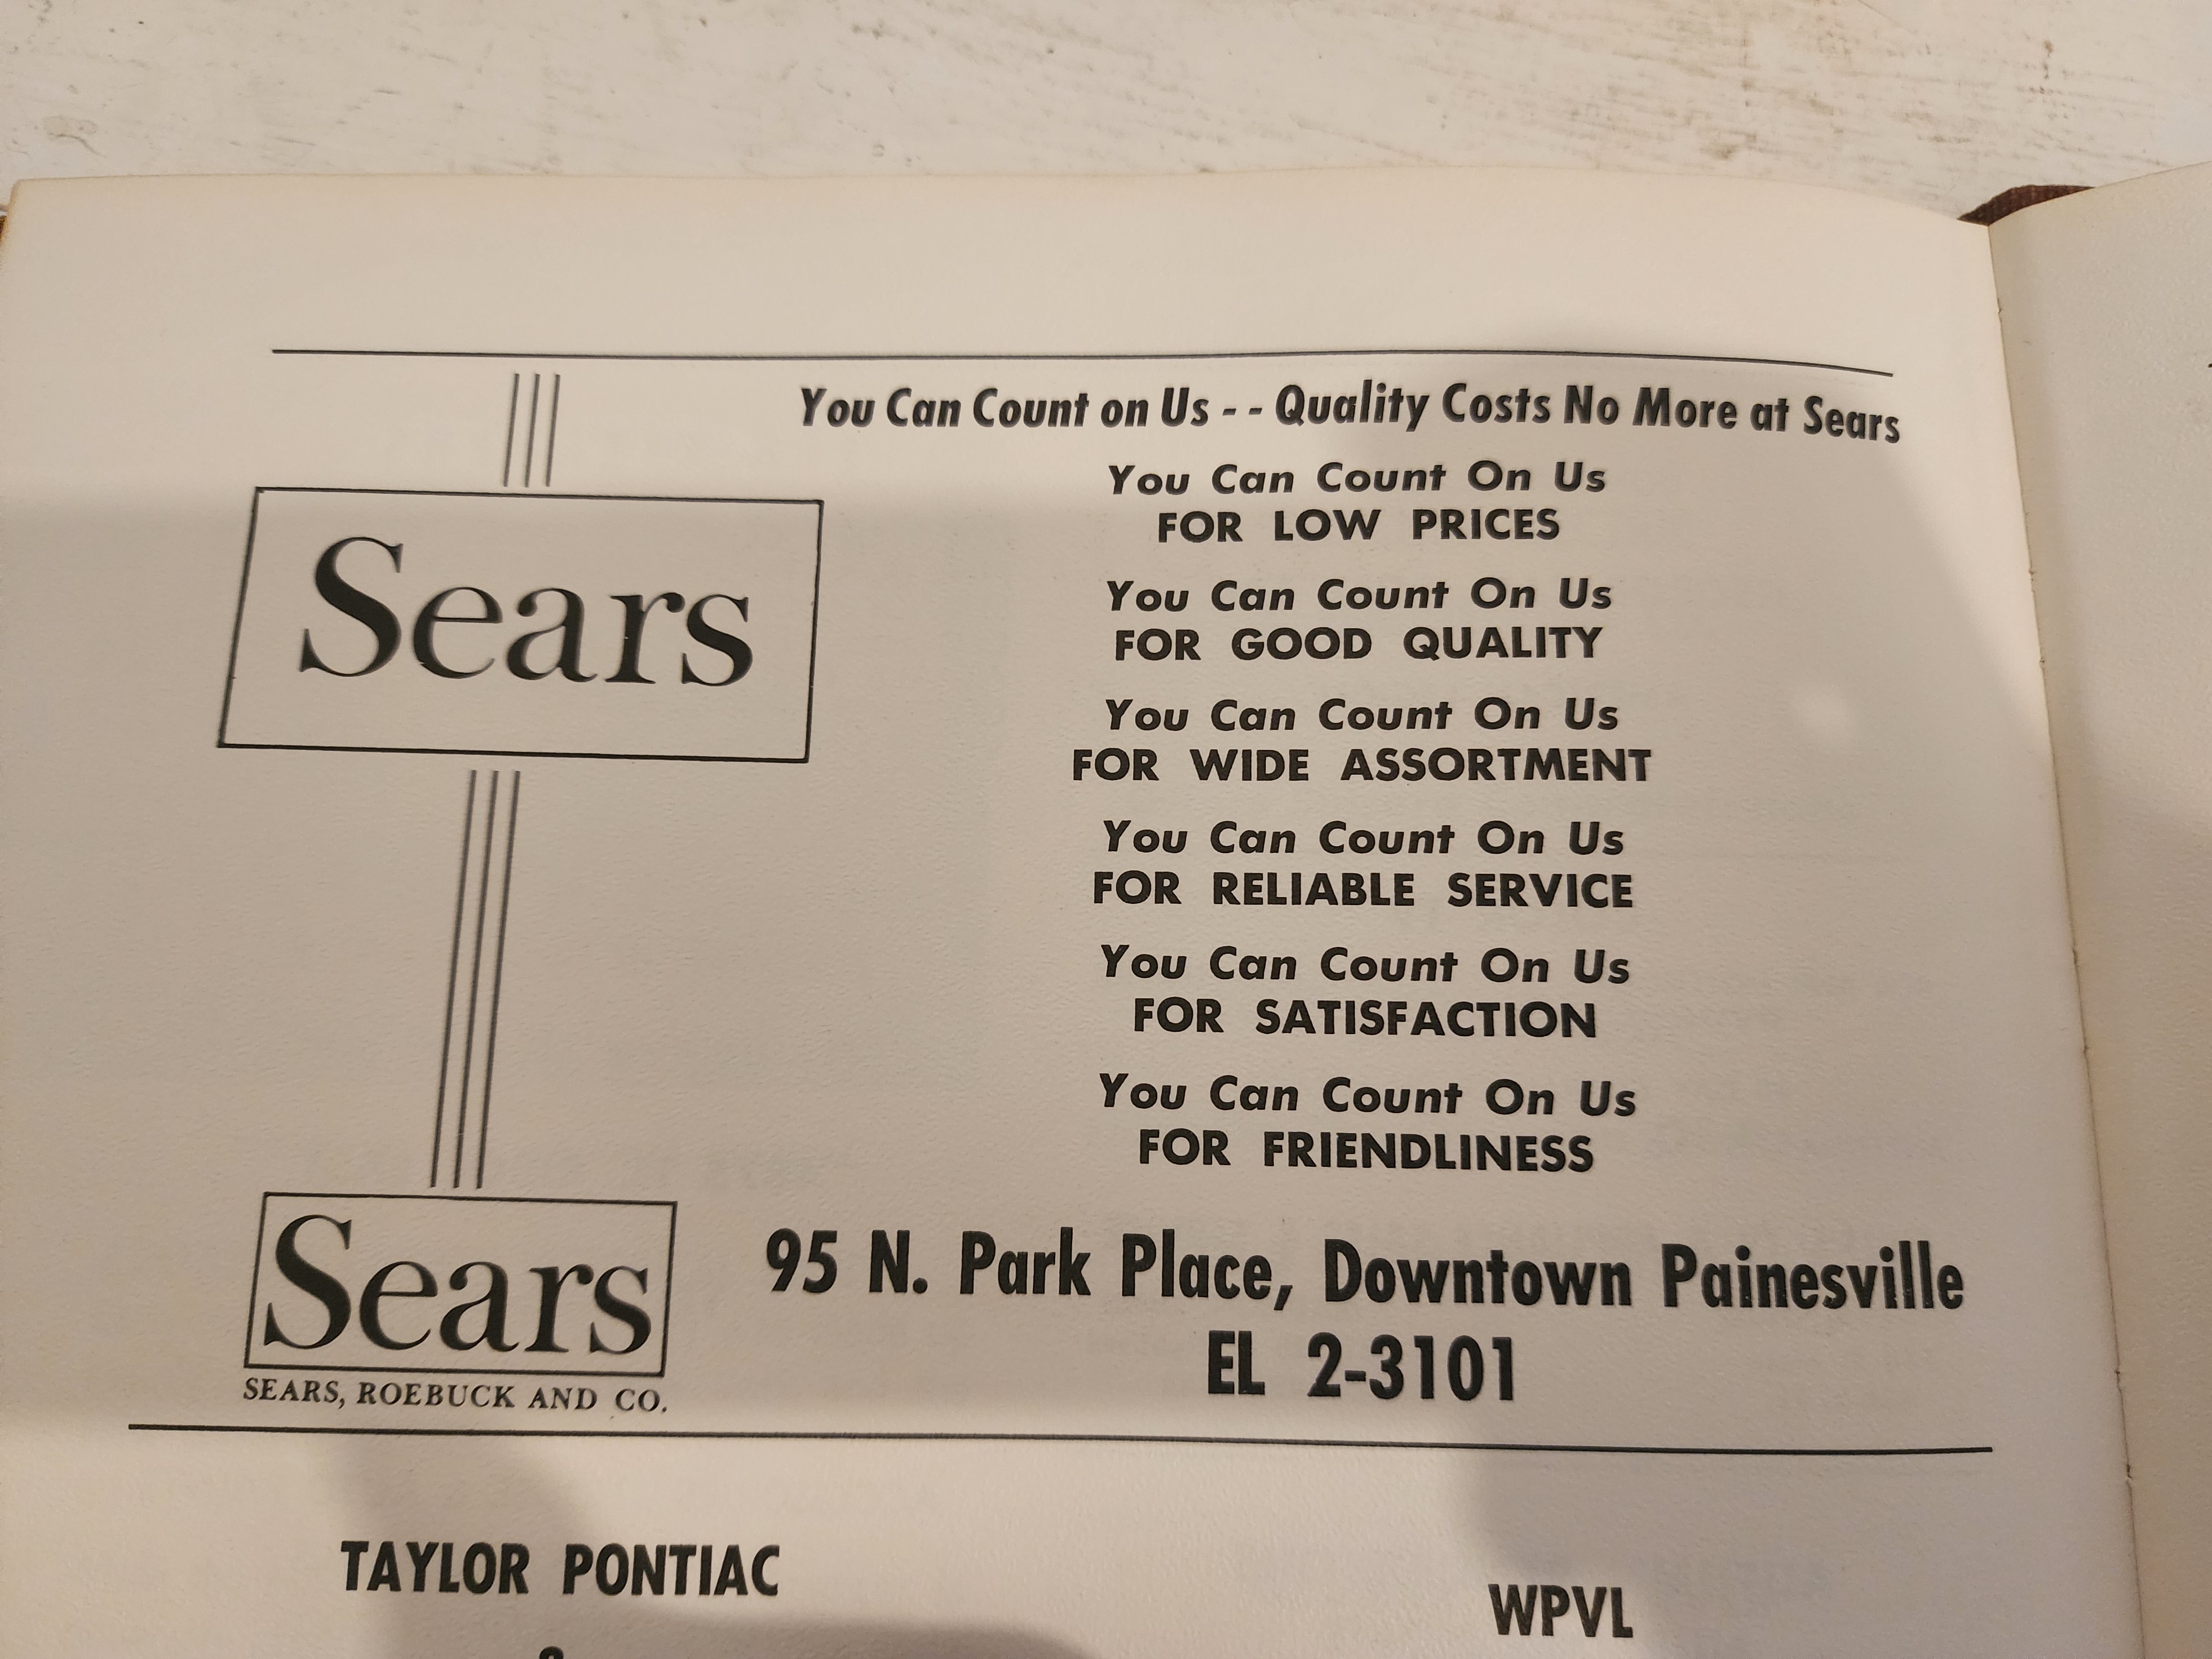 You Can Count on Us - - Quality Costs No More at Sears
Sears
You Can Count On Us
FOR LOW PRICES
You Can Count On Us
FOR GOOD QUALITY
You Can Count On Us
FOR WIDE ASSORTMENT
You Can Count On Us
FOR RELIABLE SERVICE
You Can Count On Us
FOR SATISFACTION
You Can Count On Us
FOR FRIENDLINESS
Sears
SEARS, ROEBUCK AND CO.
95 N. Park Place, Downtown Painesville
EL 2-3101
TAYLOR PONTIAC
WPVL